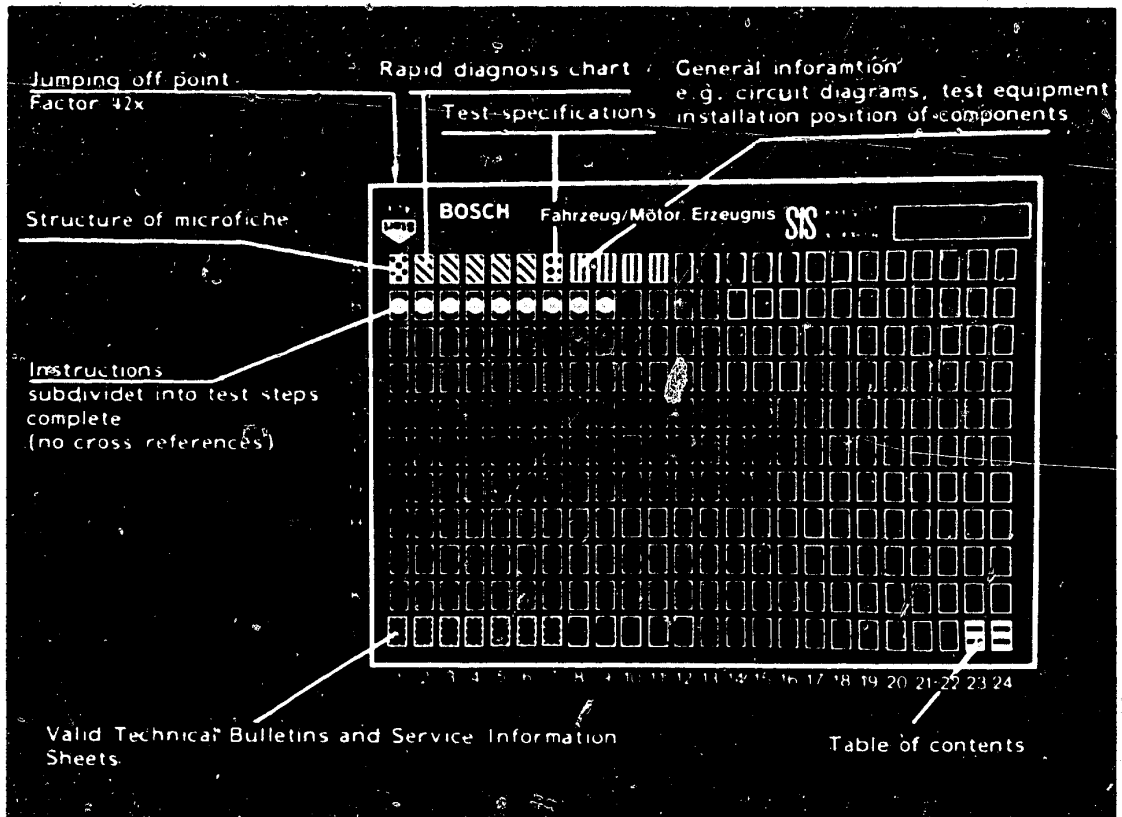 Jumping off point
Factor 42x
Rapid diagnosis chart
Test specifications
General inforamtion
e.g. circuit diagrams, test equipment
installation position of components
Structure of microfiche
BOSCH
Fahrzeug/Motor Erzeugnis
SIS
Instructions
subdividet into test steps
complete
(no cross references)
1 2 3 4 5 6 7 8 9 10 11 12 13 14 15 16 17 18 19 20 21 22 23 24
Valid Technical Bulletins and Service Information
Sheets
Table of contents